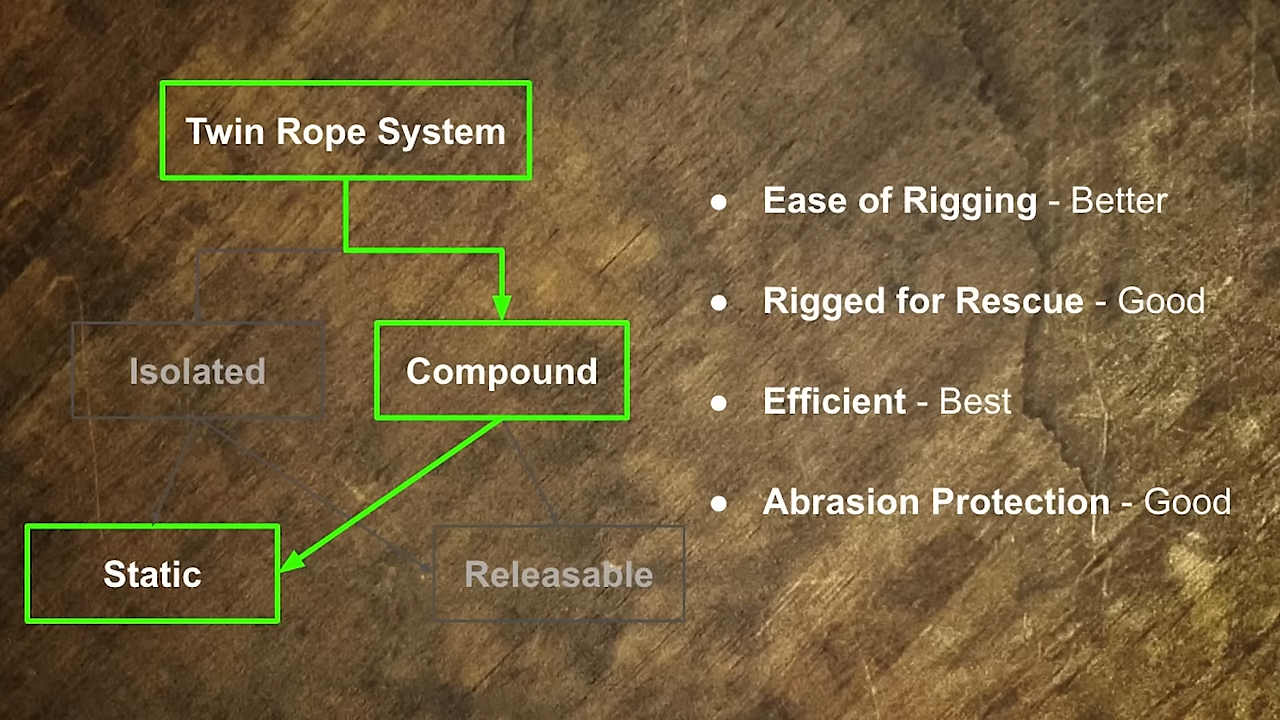 Twin Rope System
Isolated
Compound
Static
Releasable
● Ease of Rigging - Better
● Rigged for Rescue - Good
● Efficient - Best
● Abrasion Protection - Good